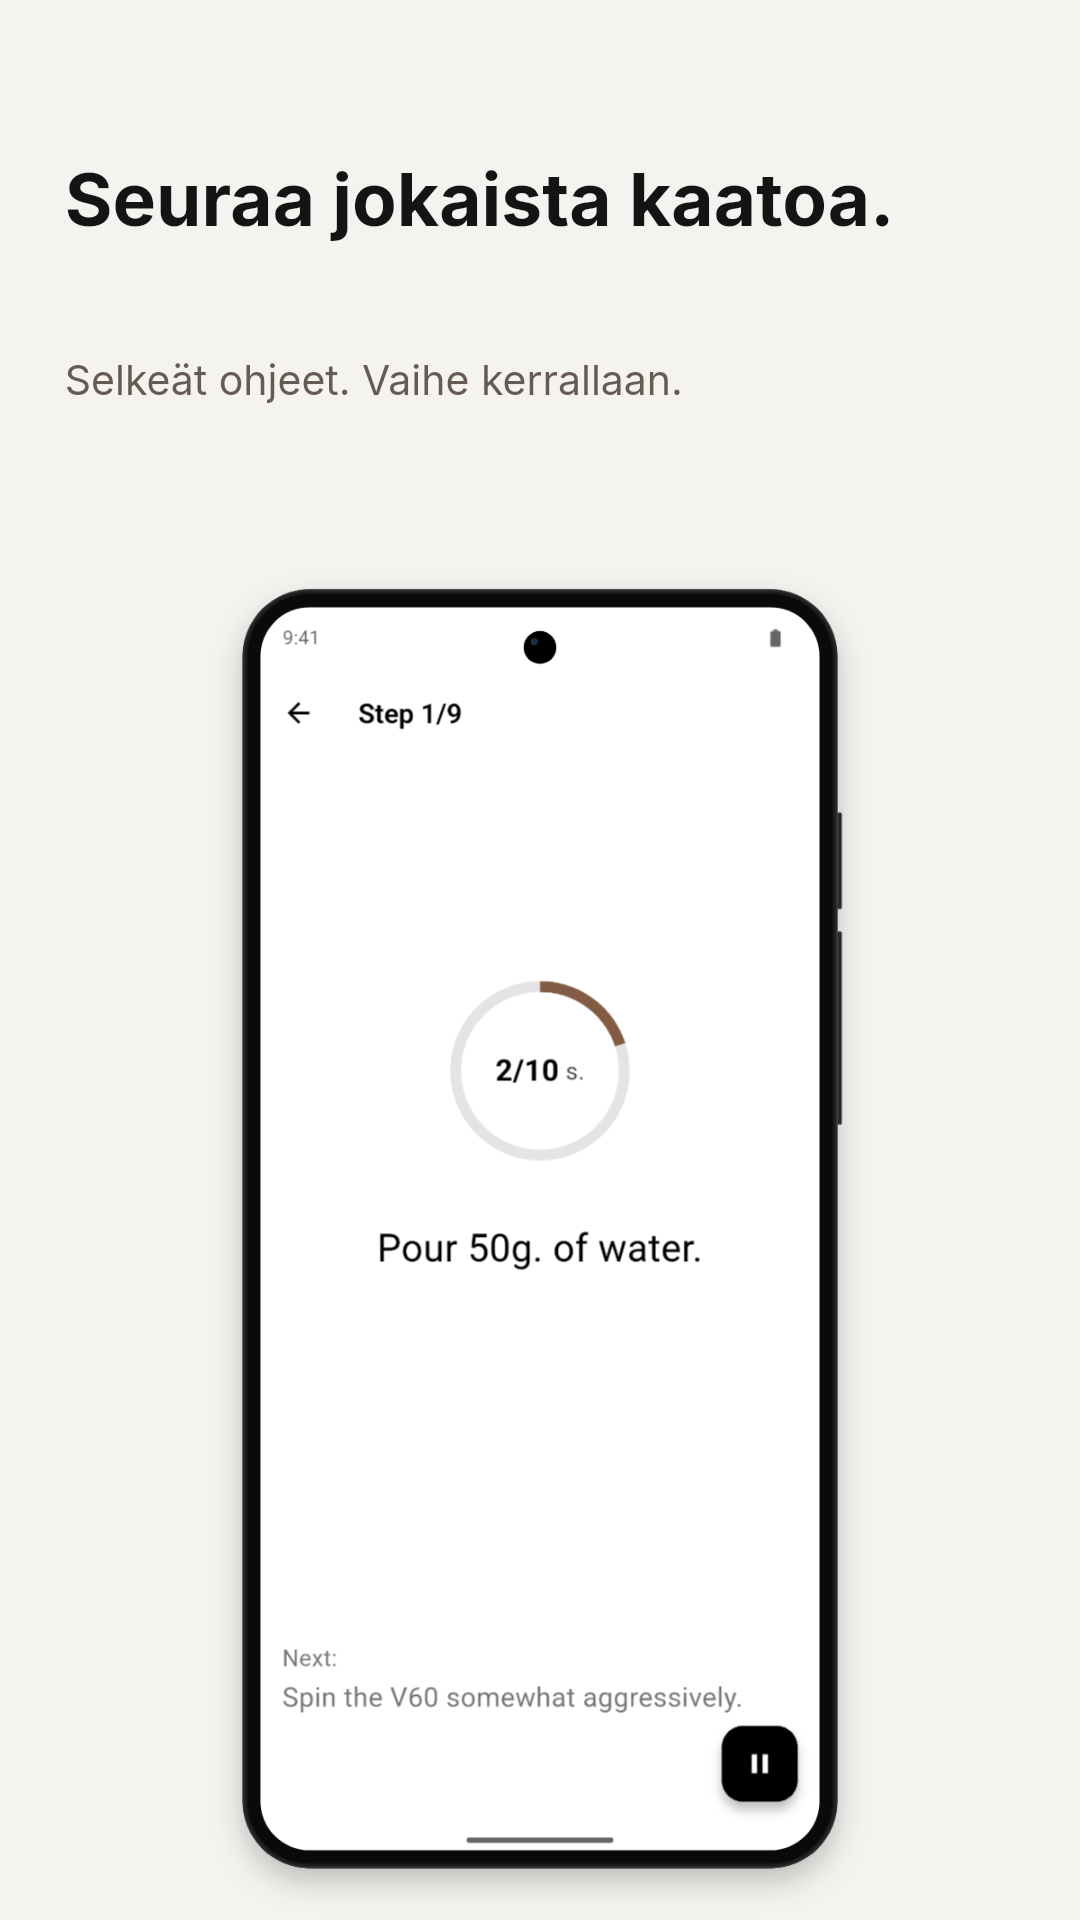 Seuraa jokaista kaatoa.
Selkeät ohjeet. Vaihe kerrallaan.
9:41
Step 1/9
2/10 s.
Pour 50g. of water.
Next:
Spin the V60 somewhat aggressively.